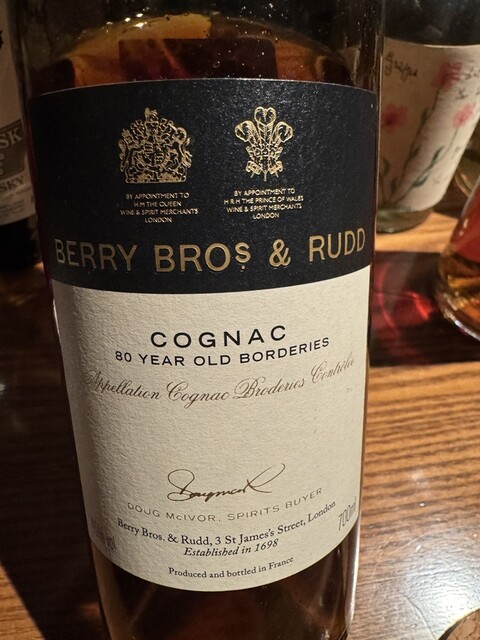 BY APPOINTMENT TO
H M THE QUEEN
WINE & SPIRIT MERCHANTS
LONDON
BY APPOINTMENT TO
H R H THE PRINCE OF WALES
WINE & SPIRIT MERCHANTS
LONDON
BERRY BROS & RUDD
COGNAC
80 YEAR OLD BORDERIES
Appellation Cognac Broderies Contrôlée
DOUG McIVOR, SPIRITS BUYER
Berry Bros. & Rudd, 3 St James's Street, London
Established in 1698
700ml
Produced and bottled in France